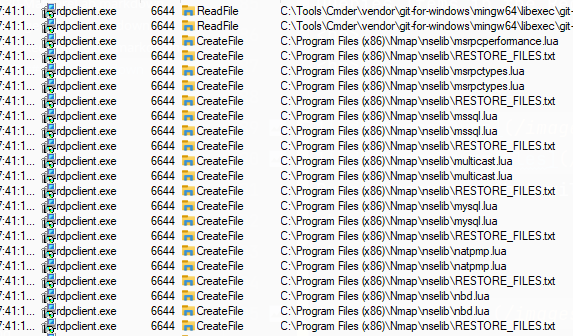 7:41:1... rdpclient.exe 6644 ReadFile C:\Tools\Cmder\vendor\git-for-windows\mingw64\libexec\git-
7:41:1... rdpclient.exe 6644 ReadFile C:\Tools\Cmder\vendor\git-for-windows\mingw64\libexec\git-
7:41:1... rdpclient.exe 6644 CreateFile C:\Program Files (x86)\Nmap\nselib\msrpcperformance.lua
7:41:1... rdpclient.exe 6644 CreateFile C:\Program Files (x86)\Nmap\nselib\RESTORE_FILES.txt
7:41:1... rdpclient.exe 6644 CreateFile C:\Program Files (x86)\Nmap\nselib\msrpctypes.lua
7:41:1... rdpclient.exe 6644 CreateFile C:\Program Files (x86)\Nmap\nselib\msrpctypes.lua
7:41:1... rdpclient.exe 6644 CreateFile C:\Program Files (x86)\Nmap\nselib\RESTORE_FILES.txt
7:41:1... rdpclient.exe 6644 CreateFile C:\Program Files (x86)\Nmap\nselib\mssql.lua
7:41:1... rdpclient.exe 6644 CreateFile C:\Program Files (x86)\Nmap\nselib\mssql.lua
7:41:1... rdpclient.exe 6644 CreateFile C:\Program Files (x86)\Nmap\nselib\RESTORE_FILES.txt
7:41:1... rdpclient.exe 6644 CreateFile C:\Program Files (x86)\Nmap\nselib\multicast.lua
7:41:1... rdpclient.exe 6644 CreateFile C:\Program Files (x86)\Nmap\nselib\multicast.lua
7:41:1... rdpclient.exe 6644 CreateFile C:\Program Files (x86)\Nmap\nselib\RESTORE_FILES.txt
7:41:1... rdpclient.exe 6644 CreateFile C:\Program Files (x86)\Nmap\nselib\mysql.lua
7:41:1... rdpclient.exe 6644 CreateFile C:\Program Files (x86)\Nmap\nselib\mysql.lua
7:41:1... rdpclient.exe 6644 CreateFile C:\Program Files (x86)\Nmap\nselib\RESTORE_FILES.txt
7:41:1... rdpclient.exe 6644 CreateFile C:\Program Files (x86)\Nmap\nselib\natpmp.lua
7:41:1... rdpclient.exe 6644 CreateFile C:\Program Files (x86)\Nmap\nselib\natpmp.lua
7:41:1... rdpclient.exe 6644 CreateFile C:\Program Files (x86)\Nmap\nselib\RESTORE_FILES.txt
7:41:1... rdpclient.exe 6644 CreateFile C:\Program Files (x86)\Nmap\nselib\nbd.lua
7:41:1... rdpclient.exe 6644 CreateFile C:\Program Files (x86)\Nmap\nselib\nbd.lua
7:41:1... rdpclient.exe 6644 CreateFile C:\Program Files (x86)\Nmap\nselib\RESTORE_FILES.txt